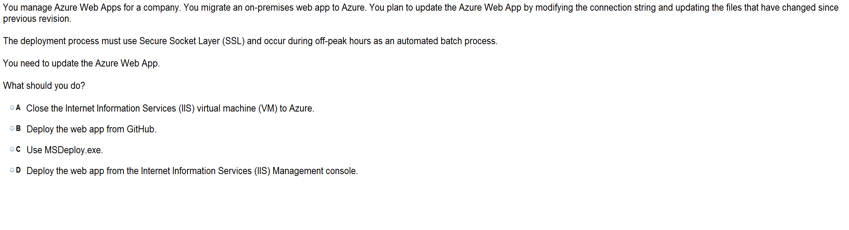 You manage Azure Web Apps for a company. You migrate an on-premises web app to Azure. You plan to update the Azure Web App by modifying the connection string and updating the files that have changed since
previous revision.
The deployment process must use Secure Socket Layer (SSL) and occur during off-peak hours as an automated batch process.
You need to update the Azure Web App.
What should you do?
A Close the Internet Information Services (IIS) virtual machine (VM) to Azure.
B Deploy the web app from GitHub.
C Use MSDeploy.exe.
D Deploy the web app from the Internet Information Services (IIS) Management console.